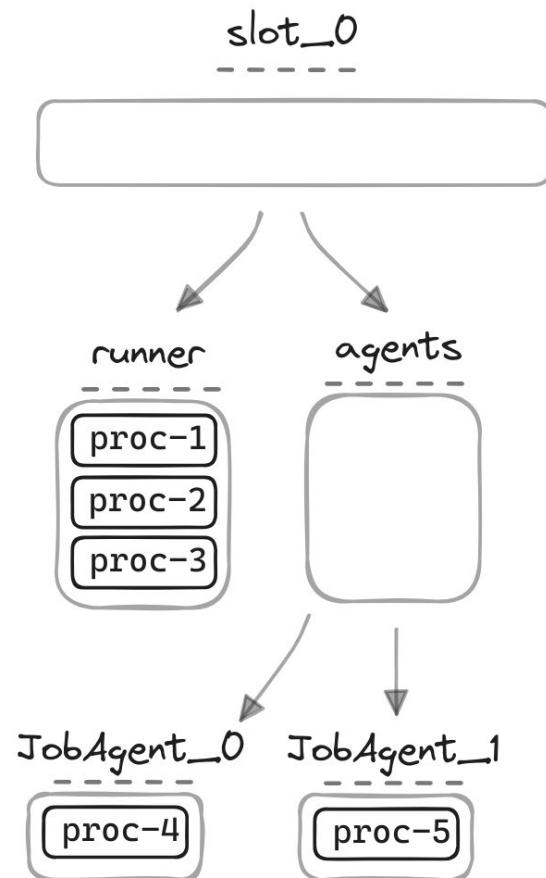 slot_0
runner
agents
proc-1
proc-2
proc-3
JobAgent_0
JobAgent_1
proc-4
proc-5